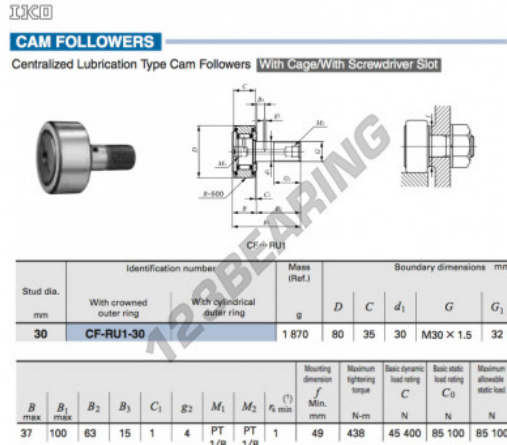 IKO
CAM FOLLOWERS
Centralized Lubrication Type Cam Followers With Cage/With Screwdriver Slot
C
D
R=500
B
G
CF-RU1
123BEARING
Identification number Mass (Ref.) Boundary dimensions mm
Stud dia. mm With crowned outer ring With cylindrical outer ring g D C d1 G G1
30 CF-RU1-30 1 870 80 35 30 M30 × 1.5 32
B max B1 max B2 B3 C1 g2 M1 M2 rs min (1) Mounting dimension f Min. mm Maximum tightening torque N-m Basic dynamic load rating C Basic static load rating C0 Maximum allowable static load
37 100 63 15 1 4 PT 1/8 PT 1/8 1 49 438 45 400 85 100 85 100